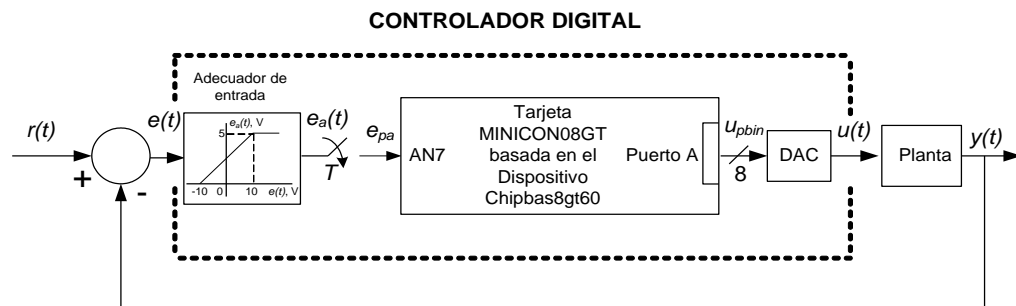 CONTROLADOR DIGITAL
Adecuador de
entrada
r(t)
+
-
e(t)
eₐ(t), V
5
-10
0
10
e(t), V
eₐ(t)
T
eₚₐ
AN7
Tarjeta
MINICON08GT
basada en el
Dispositivo
Chipbas8gt60
Puerto A
u_pbin
8
DAC
u(t)
Planta
y(t)